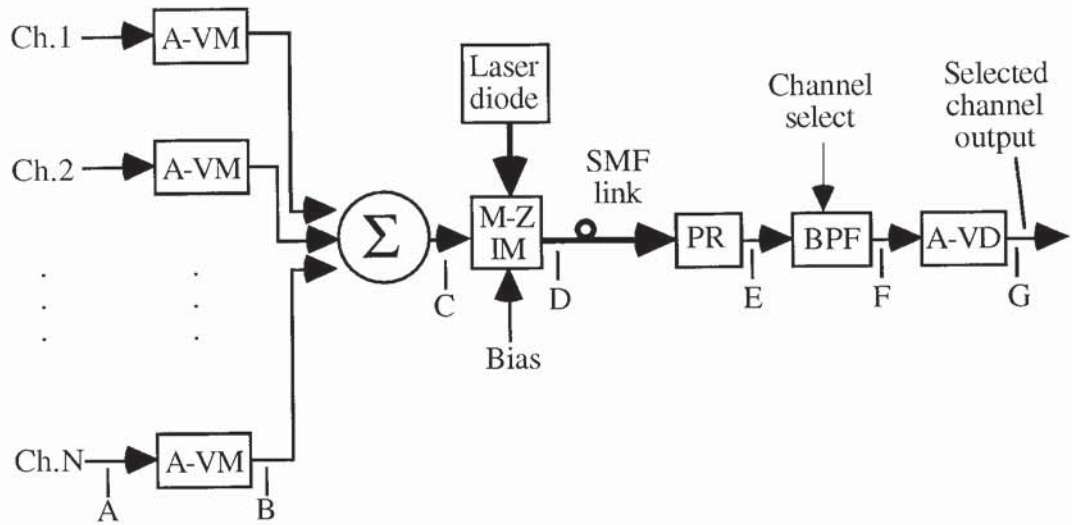 Ch.1
A-VM
Ch.2
A-VM
Ch.N
A-VM
A
B
Σ
C
Laser
diode
M-Z
IM
Bias
D
SMF
link
PR
E
Channel
select
BPF
F
A-VD
G
Selected
channel
output